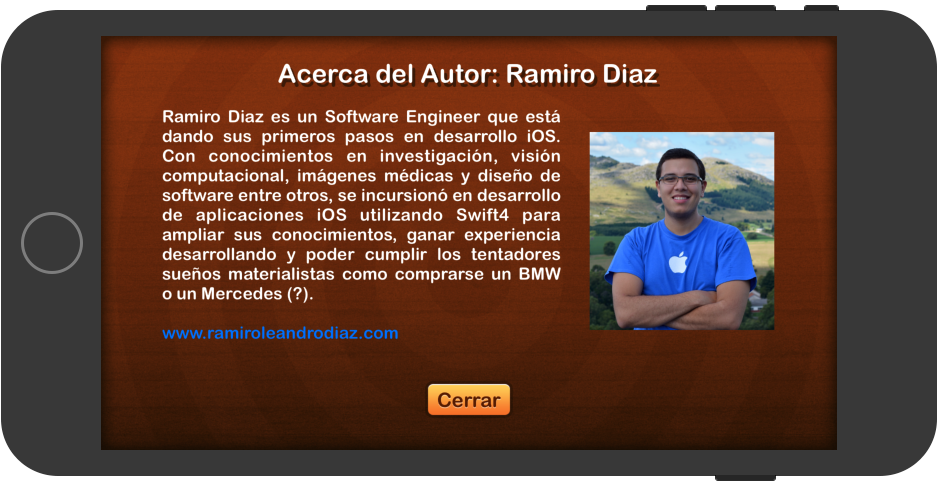 Acerca del Autor: Ramiro Diaz
Ramiro Diaz es un Software Engineer que está
dando sus primeros pasos en desarrollo iOS.
Con conocimientos en investigación, visión
computacional, imágenes médicas y diseño de
software entre otros, se incursionó en desarrollo
de aplicaciones iOS utilizando Swift4 para
ampliar sus conocimientos, ganar experiencia
desarrollando y poder cumplir los tentadores
sueños materialistas como comprarse un BMW
o un Mercedes (?).
www.ramiroleandrodiaz.com
Cerrar